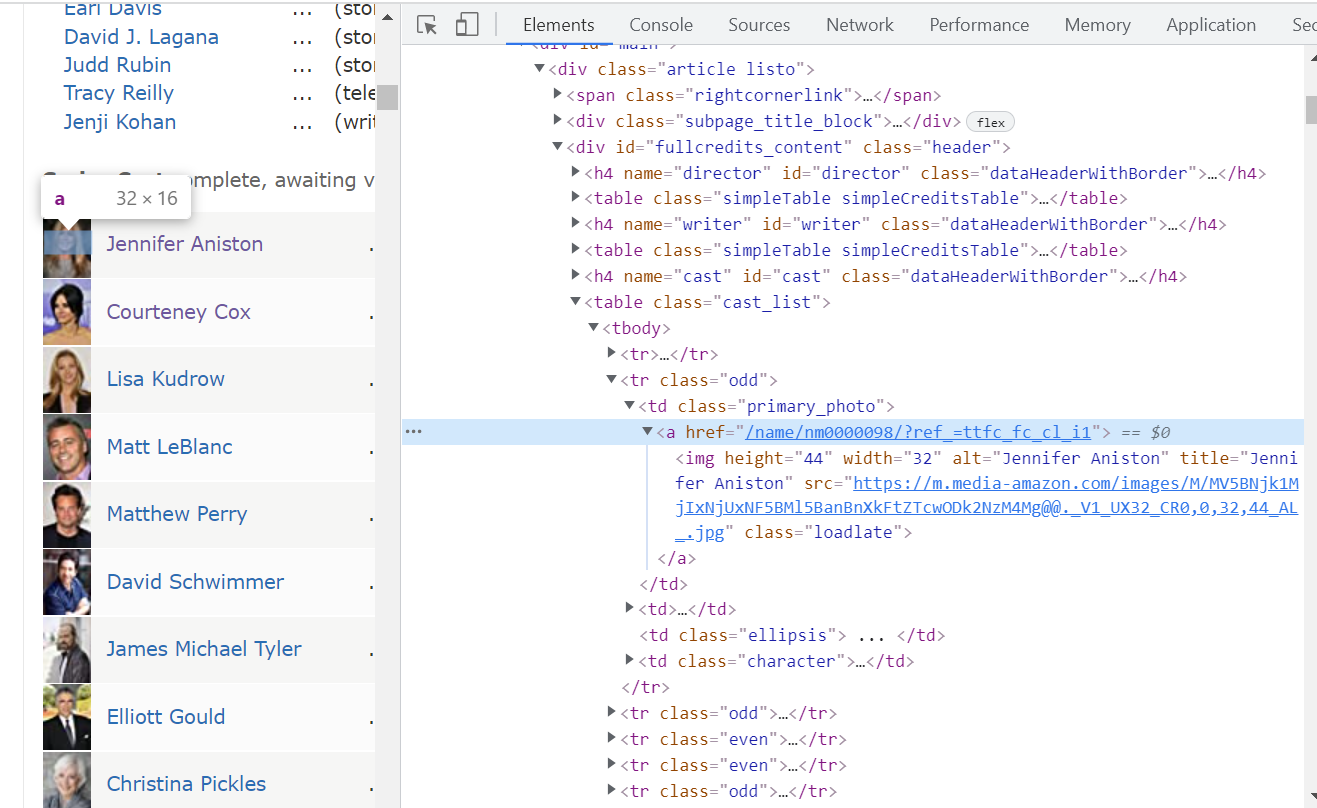 Earl Davis ... (stor
David J. Lagana ... (stor
Judd Rubin ... (stor
Tracy Reilly ... (tele
Jenji Kohan ... (writ
omplete, awaiting v
a 32 × 16
Jennifer Aniston .
Courteney Cox .
Lisa Kudrow .
Matt LeBlanc .
Matthew Perry .
David Schwimmer .
James Michael Tyler .
Elliott Gould .
Christina Pickles .
Elements Console Sources Network Performance Memory Application Sec
<div id="main">
<div class="article listo">
<span class="rightcornerlink">…</span>
<div class="subpage_title_block">…</div> flex
<div id="fullcredits_content" class="header">
<h4 name="director" id="director" class="dataHeaderWithBorder">…</h4>
<table class="simpleTable simpleCreditsTable">…</table>
<h4 name="writer" id="writer" class="dataHeaderWithBorder">…</h4>
<table class="simpleTable simpleCreditsTable">…</table>
<h4 name="cast" id="cast" class="dataHeaderWithBorder">…</h4>
<table class="cast_list">
<tbody>
<tr>…</tr>
<tr class="odd">
<td class="primary_photo">
… <a href="/name/nm0000098/?ref_=ttfc_fc_cl_i1"> == $0
<img height="44" width="32" alt="Jennifer Aniston" title="Jenni
fer Aniston" src="https://m.media-amazon.com/images/M/MV5BNjk1M
jIxNjUxNF5BMl5BanBnXkFtZTcwODk2NzM4Mg@@._V1_UX32_CR0,0,32,44_AL
_.jpg" class="loadlate">
</a>
</td>
<td>…</td>
<td class="ellipsis"> ... </td>
<td class="character">…</td>
</tr>
<tr class="odd">…</tr>
<tr class="even">…</tr>
<tr class="even">…</tr>
<tr class="odd">…</tr>